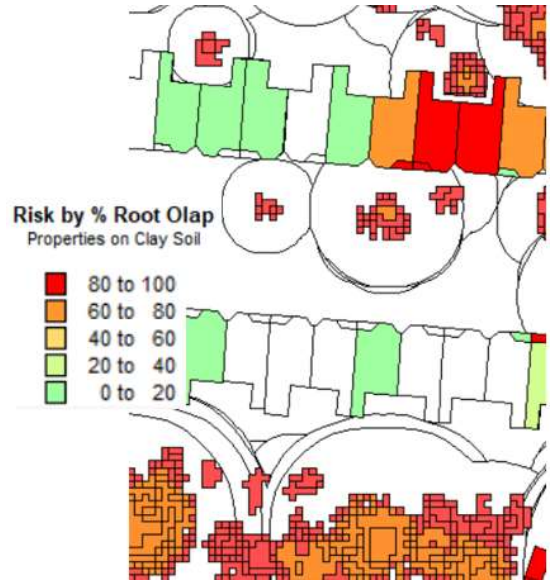 Risk by % Root Olap
Properties on Clay Soil
80 to 100
60 to 80
40 to 60
20 to 40
0 to 20